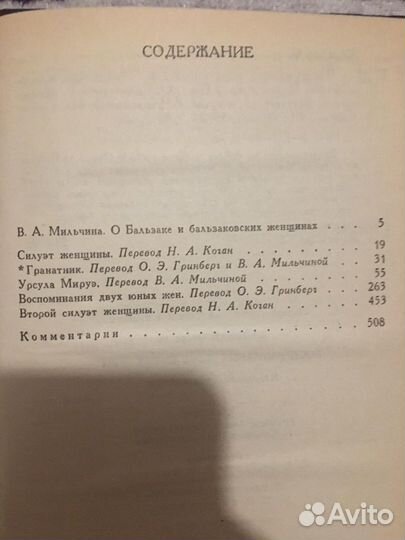 СОДЕРЖАНИЕ
В. А. Мильчина. О Бальзаке и бальзаковских женщинах . . . 5
Силуэт женщины. Перевод Н. А. Коган . . . . . . . . 19
*Гранатник. Перевод О. Э. Гринберг и В. А. Мильчиной . . 31
Урсула Мируэ. Перевод В. А. Мильчиной . . . . . . . 55
Воспоминания двух юных жен. Перевод О. Э. Гринберг . . 263
Второй силуэт женщины. Перевод Н. А. Коган . . . . . 453
Комментарии . . . . . . . . . . . . . . 508
Avito